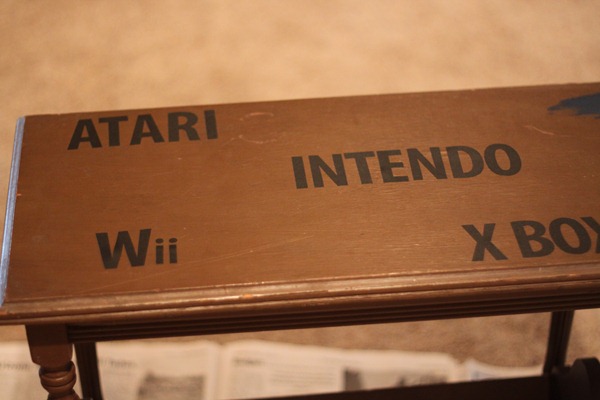 ATARI
INTENDO
Wii
X BOX